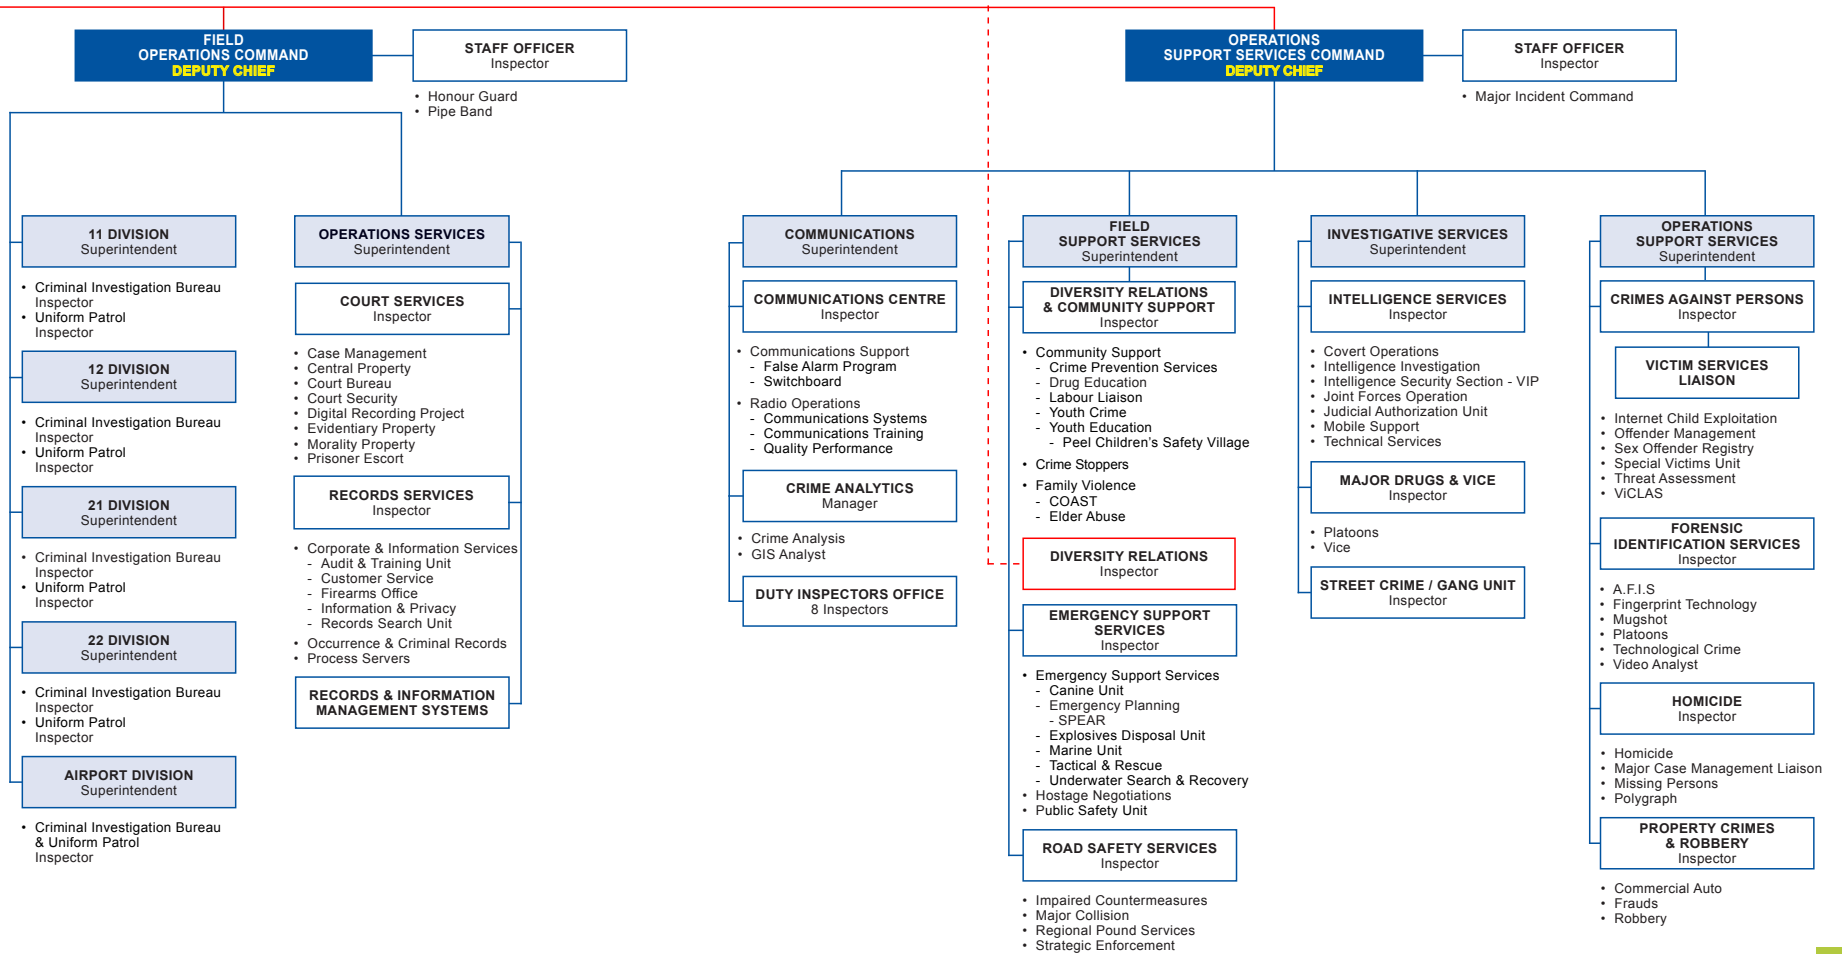 FIELD
OPERATIONS COMMAND
DEPUTY CHIEF
STAFF OFFICER
Inspector
• Honour Guard
• Pipe Band
11 DIVISION
Superintendent
• Criminal Investigation Bureau
Inspector
• Uniform Patrol
Inspector
12 DIVISION
Superintendent
• Criminal Investigation Bureau
Inspector
• Uniform Patrol
Inspector
21 DIVISION
Superintendent
• Criminal Investigation Bureau
Inspector
• Uniform Patrol
Inspector
22 DIVISION
Superintendent
• Criminal Investigation Bureau
Inspector
• Uniform Patrol
Inspector
AIRPORT DIVISION
Superintendent
• Criminal Investigation Bureau
& Uniform Patrol
Inspector
OPERATIONS SERVICES
Superintendent
COURT SERVICES
Inspector
• Case Management
• Central Property
• Court Bureau
• Court Security
• Digital Recording Project
• Evidentiary Property
• Morality Property
• Prisoner Escort
RECORDS SERVICES
Inspector
• Corporate & Information Services
- Audit & Training Unit
- Customer Service
- Firearms Office
- Information & Privacy
- Records Search Unit
• Occurrence & Criminal Records
• Process Servers
RECORDS & INFORMATION
MANAGEMENT SYSTEMS
OPERATIONS
SUPPORT SERVICES COMMAND
DEPUTY CHIEF
STAFF OFFICER
Inspector
• Major Incident Command
COMMUNICATIONS
Superintendent
COMMUNICATIONS CENTRE
Inspector
• Communications Support
- False Alarm Program
- Switchboard
• Radio Operations
- Communications Systems
- Communications Training
- Quality Performance
CRIME ANALYTICS
Manager
• Crime Analysis
• GIS Analyst
DUTY INSPECTORS OFFICE
8 Inspectors
FIELD
SUPPORT SERVICES
Superintendent
DIVERSITY RELATIONS
& COMMUNITY SUPPORT
Inspector
• Community Support
- Crime Prevention Services
- Drug Education
- Labour Liaison
- Youth Crime
- Youth Education
- Peel Children's Safety Village
• Crime Stoppers
• Family Violence
- COAST
- Elder Abuse
DIVERSITY RELATIONS
Inspector
EMERGENCY SUPPORT
SERVICES
Inspector
• Emergency Support Services
- Canine Unit
- Emergency Planning
- SPEAR
- Explosives Disposal Unit
- Marine Unit
- Tactical & Rescue
- Underwater Search & Recovery
• Hostage Negotiations
• Public Safety Unit
ROAD SAFETY SERVICES
Inspector
• Impaired Countermeasures
• Major Collision
• Regional Pound Services
• Strategic Enforcement
INVESTIGATIVE SERVICES
Superintendent
INTELLIGENCE SERVICES
Inspector
• Covert Operations
• Intelligence Investigation
• Intelligence Security Section - VIP
• Joint Forces Operation
• Judicial Authorization Unit
• Mobile Support
• Technical Services
MAJOR DRUGS & VICE
Inspector
• Platoons
• Vice
STREET CRIME / GANG UNIT
Inspector
OPERATIONS
SUPPORT SERVICES
Superintendent
CRIMES AGAINST PERSONS
Inspector
VICTIM SERVICES
LIAISON
• Internet Child Exploitation
• Offender Management
• Sex Offender Registry
• Special Victims Unit
• Threat Assessment
• ViCLAS
FORENSIC
IDENTIFICATION SERVICES
Inspector
• A.F.I.S
• Fingerprint Technology
• Mugshot
• Platoons
• Technological Crime
• Video Analyst
HOMICIDE
Inspector
• Homicide
• Major Case Management Liaison
• Missing Persons
• Polygraph
PROPERTY CRIMES
& ROBBERY
Inspector
• Commercial Auto
• Frauds
• Robbery